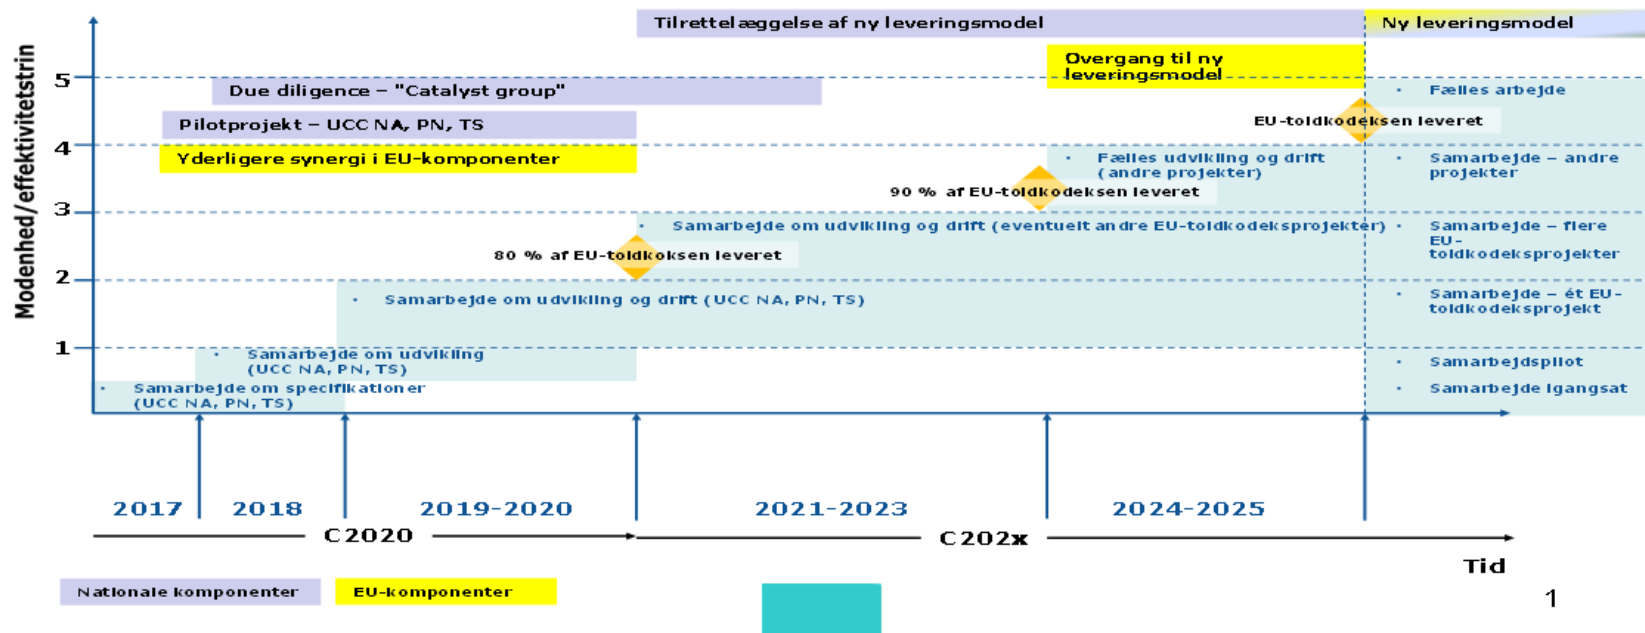 Tilrettelæggelse af ny leveringsmodel
Ny leveringsmodel
Overgang til ny
leveringsmodel
Modenhed/effektivitetstrin
5
Due diligence – "Catalyst group"
• Fælles arbejde
Pilotprojekt – UCC NA, PN, TS
EU-toldkodeksen leveret
4
Yderligere synergi i EU-komponenter
• Fælles udvikling og drift
(andre projekter)
• Samarbejde – andre
projekter
90 % af EU-toldkodeksen leveret
3
• Samarbejde om udvikling og drift (eventuelt andre EU-toldkodeksprojekter)
• Samarbejde – flere
EU-
toldkodeksprojekter
80 % af EU-toldkoksen leveret
2
• Samarbejde om udvikling og drift (UCC NA, PN, TS)
• Samarbejde – ét EU-
toldkodeksprojekt
1
• Samarbejde om udvikling
(UCC NA, PN, TS)
• Samarbejdspilot
• Samarbejde om specifikationer
(UCC NA, PN, TS)
• Samarbejde igangsat
2017
2018
2019-2020
2021-2023
2024-2025
C2020
C202x
Tid
Nationale komponenter
EU-komponenter
1